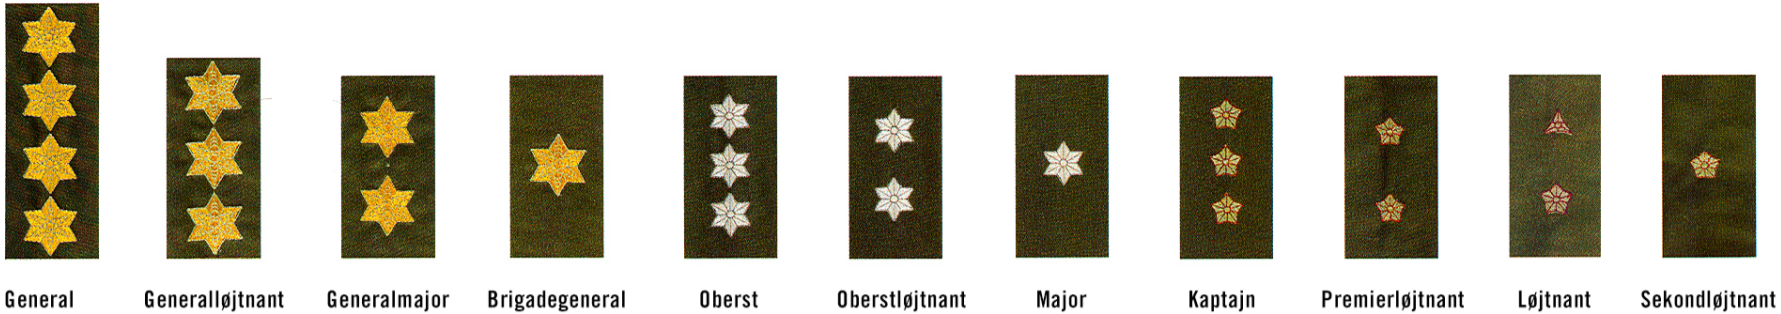 General Generalløjtnant Generalmajor Brigadegeneral Oberst Oberstløjtnant Major Kaptajn Premierløjtnant Løjtnant Sekondløjtnant